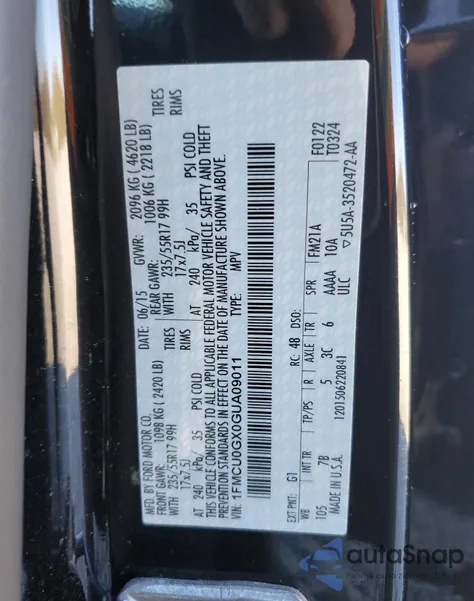 MFD. BY FORD MOTOR CO.
DATE: 06/15 GVWR: 2096 KG ( 4620 LB)
FRONT GAWR: 1098 KG ( 2420 LB) REAR GAWR: 1006 KG ( 2218 LB)
WITH 235/55R17 99H TIRES WITH 235/55R17 99H TIRES
17x7.5J RIMS 17x7.5J RIMS
AT 240 kPa/ 35 PSI COLD AT 240 kPa/ 35 PSI COLD
THIS VEHICLE CONFORMS TO ALL APPLICABLE FEDERAL MOTOR VEHICLE SAFETY AND THEFT
PREVENTION STANDARDS IN EFFECT ON THE DATE OF MANUFACTURE SHOWN ABOVE.
VIN: 1FMCU0GX0GUA09011 TYPE: MPV
F0122
T0324
EXT PNT: G1 RC: 48 DSO: FM21A
WB INT TR TP/PS R AXLE TR SPR
105 7B 5 3C 6 AAAA 10A
MADE IN U.S.A. 1201506220841 ULC ▽5U5A-3520472-AA
autoSnap